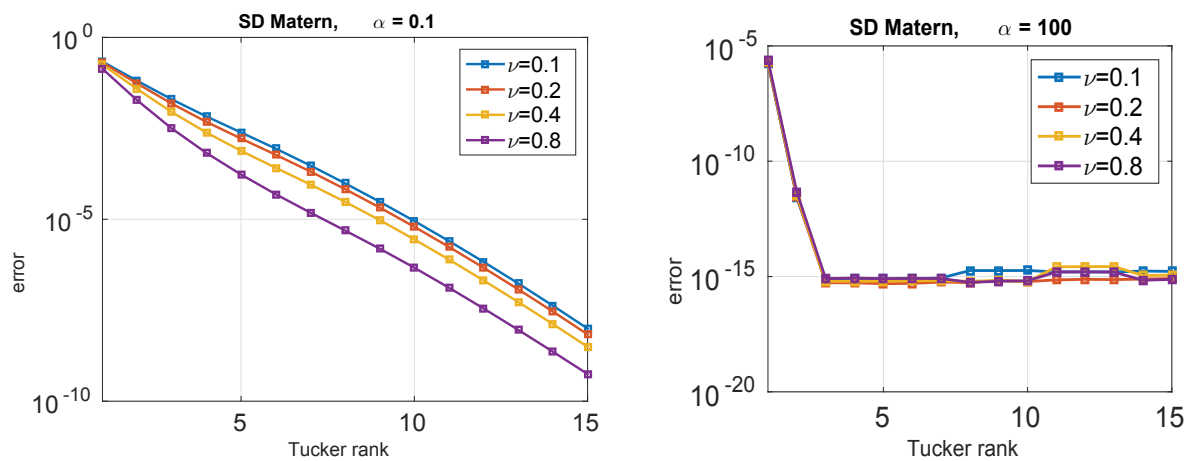 SD Matern, α = 0.1
10^0
10^-5
10^-10
error
5
10
15
Tucker rank
ν=0.1
ν=0.2
ν=0.4
ν=0.8
SD Matern, α = 100
10^-5
10^-10
10^-15
10^-20
error
5
10
15
Tucker rank
ν=0.1
ν=0.2
ν=0.4
ν=0.8